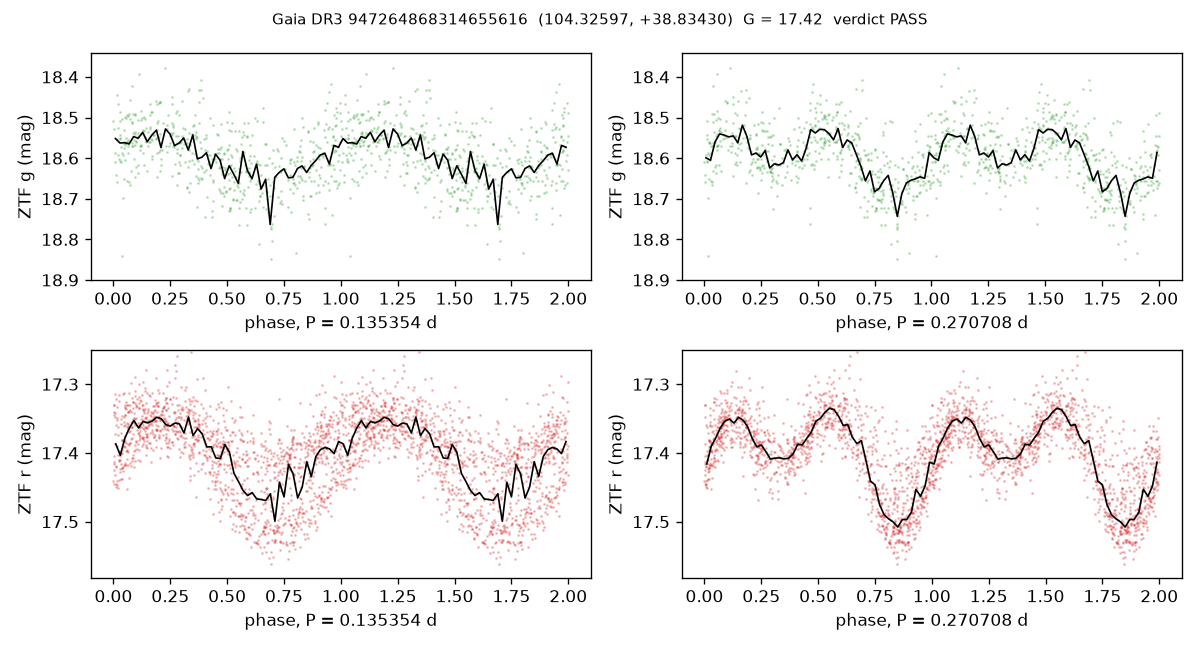 Gaia DR3 947264868314655616 (104.32597, +38.83430) G = 17.42 verdict PASS
ZTF g (mag)
18.4
18.5
18.6
18.7
18.8
18.9
0.00 0.25 0.50 0.75 1.00 1.25 1.50 1.75 2.00
phase, P = 0.135354 d
ZTF g (mag)
18.4
18.5
18.6
18.7
18.8
18.9
0.00 0.25 0.50 0.75 1.00 1.25 1.50 1.75 2.00
phase, P = 0.270708 d
ZTF r (mag)
17.3
17.4
17.5
0.00 0.25 0.50 0.75 1.00 1.25 1.50 1.75 2.00
phase, P = 0.135354 d
ZTF r (mag)
17.3
17.4
17.5
0.00 0.25 0.50 0.75 1.00 1.25 1.50 1.75 2.00
phase, P = 0.270708 d